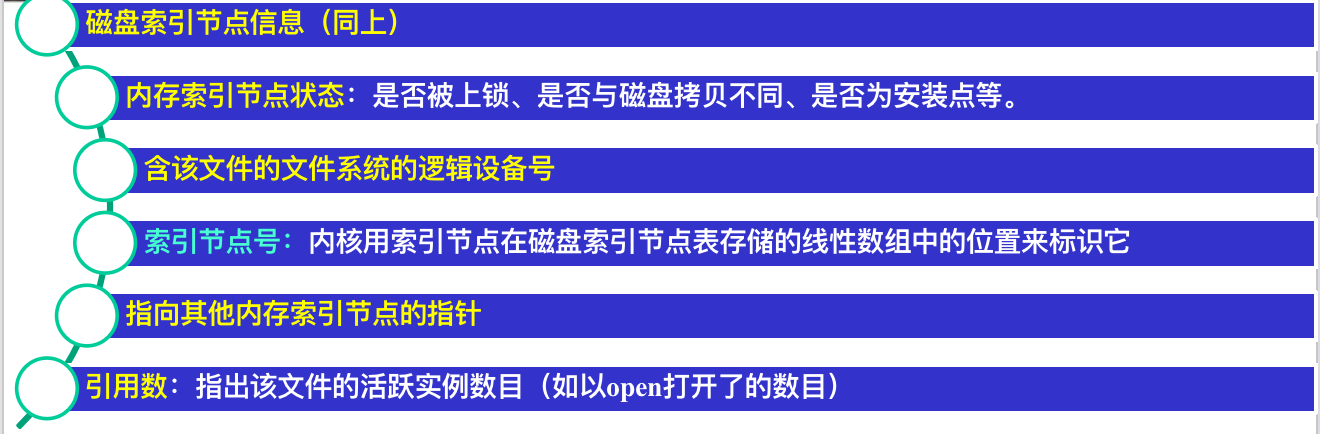 磁盘索引节点信息（同上）
内存索引节点状态：是否被上锁、是否与磁盘拷贝不同、是否为安装点等。
含该文件的文件系统的逻辑设备号
索引节点号：内核用索引节点在磁盘索引节点表存储的线性数组中的位置来标识它
指向其他内存索引节点的指针
引用数：指出该文件的活跃实例数目（如以open打开了的数目）